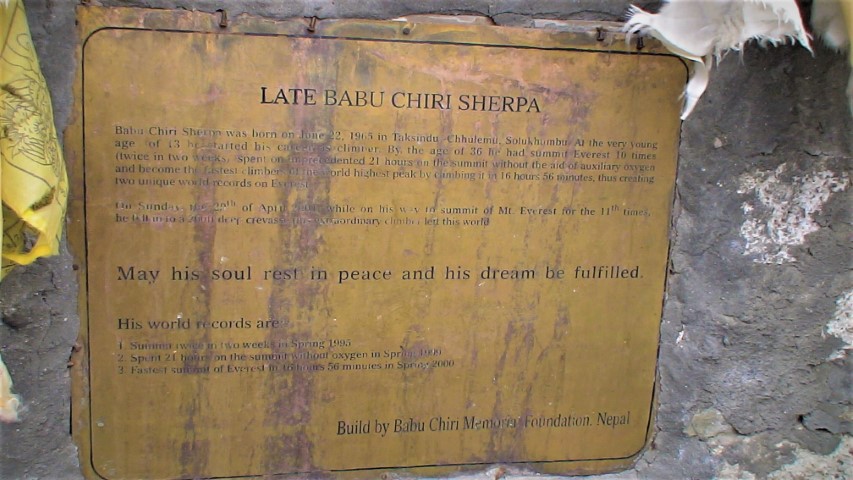 LATE BABU CHIRI SHERPA
Babu Chiri Sherpa was born on June 22, 1965 in Taksindu, Chhulemu, Solukhumbu. At the very young
age of 13 he started his career as climber. By the age of 36 he had summit Everest 10 times
(twice in two weeks, spent on unprecedented 21 hours on the summit without the aid of auxiliary oxygen
and become the fastest climber of the world highest peak by climbing it in 16 hours 56 minutes, thus creating
two unique world records on Everest.
On Sunday, the 29th of April while on his way to summit of Mt. Everest for the 11th times,
he fell into a deep crevasse extraordinary climber left this world
May his soul rest in peace and his dream be fulfilled.
His world records are:
1. Summit twice in two weeks in Spring 1995
2. Spent 21 hours on the summit without oxygen in Spring 1999
3. Fastest summit of Everest in 16 hours 56 minutes in Spring 2000
Build by Babu Chiri Foundation, Nepal